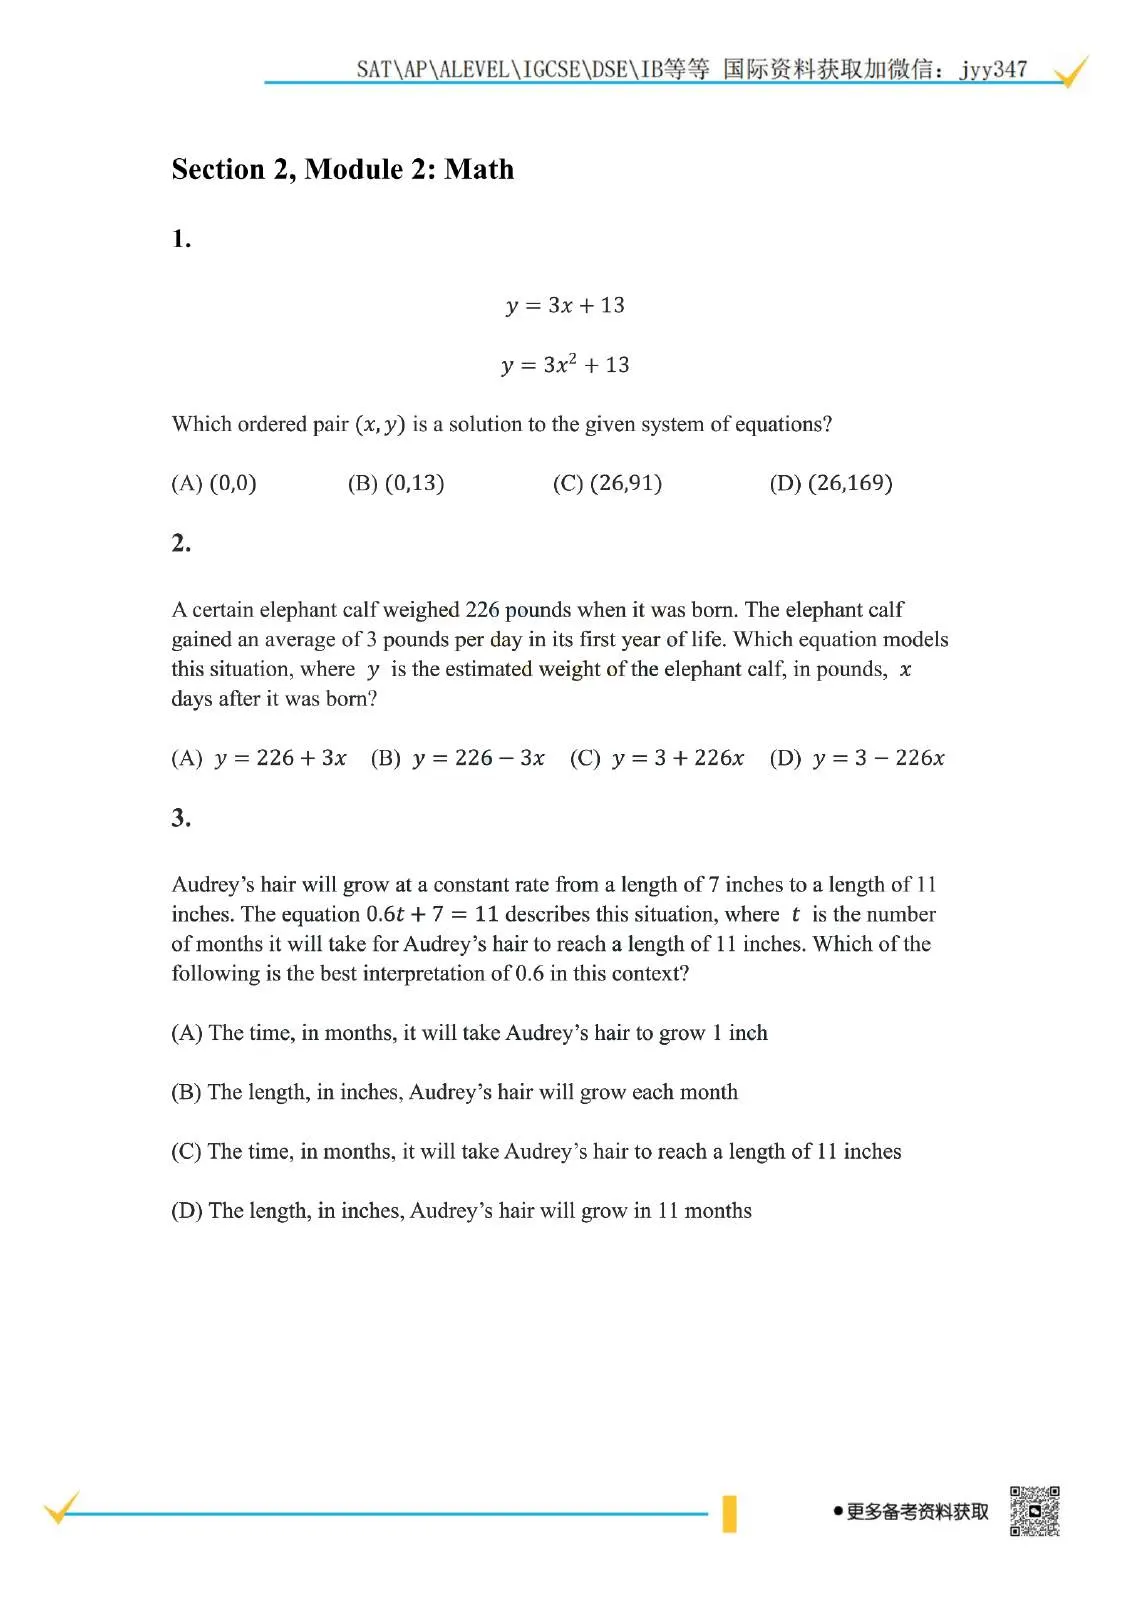 SAT\AP\ALEVEL\IGCSE\DSE\IB等等 国际资料获取加微信：jyy347
Section 2, Module 2: Math
1.
y = 3x + 13
y = 3x² + 13
Which ordered pair (x, y) is a solution to the given system of equations?
(A) (0,0) (B) (0,13) (C) (26,91) (D) (26,169)
2.
A certain elephant calf weighed 226 pounds when it was born. The elephant calf
gained an average of 3 pounds per day in its first year of life. Which equation models
this situation, where y is the estimated weight of the elephant calf, in pounds, x
days after it was born?
(A) y = 226 + 3x (B) y = 226 − 3x (C) y = 3 + 226x (D) y = 3 − 226x
3.
Audrey’s hair will grow at a constant rate from a length of 7 inches to a length of 11
inches. The equation 0.6t + 7 = 11 describes this situation, where t is the number
of months it will take for Audrey’s hair to reach a length of 11 inches. Which of the
following is the best interpretation of 0.6 in this context?
(A) The time, in months, it will take Audrey’s hair to grow 1 inch
(B) The length, in inches, Audrey’s hair will grow each month
(C) The time, in months, it will take Audrey’s hair to reach a length of 11 inches
(D) The length, in inches, Audrey’s hair will grow in 11 months
●更多备考资料获取